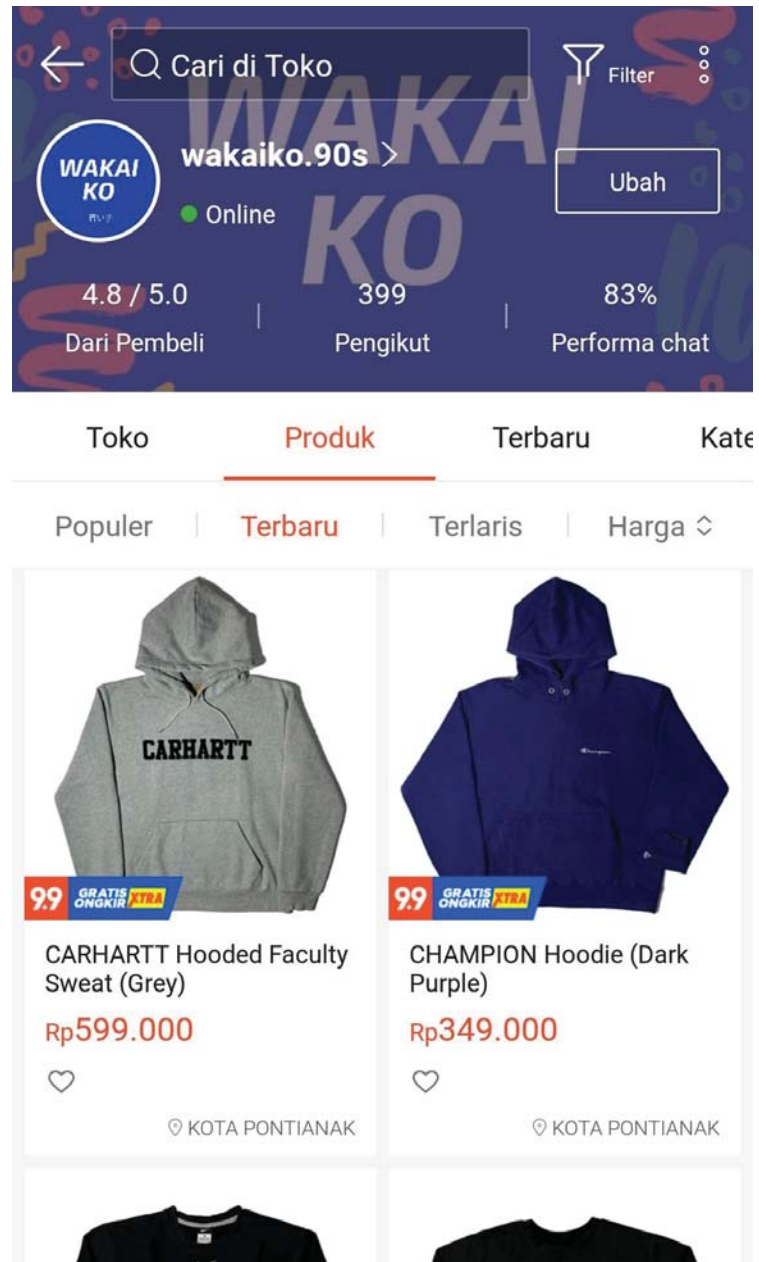 Cari di Toko
Filter
WAKAI
KO
WAKAI
KO
wakaiko.90s
Online
Ubah
4.8 / 5.0
399
83%
Dari Pembeli
Pengikut
Performa chat
Toko
Produk
Terbaru
Kate
Populer
Terbaru
Terlaris
Harga
CARHARTT
Champion
9.9 GRATIS ONGKIR XTRA
9.9 GRATIS ONGKIR XTRA
CARHARTT Hooded Faculty
Sweat (Grey)
CHAMPION Hoodie (Dark
Purple)
Rp599.000
Rp349.000
KOTA PONTIANAK
KOTA PONTIANAK